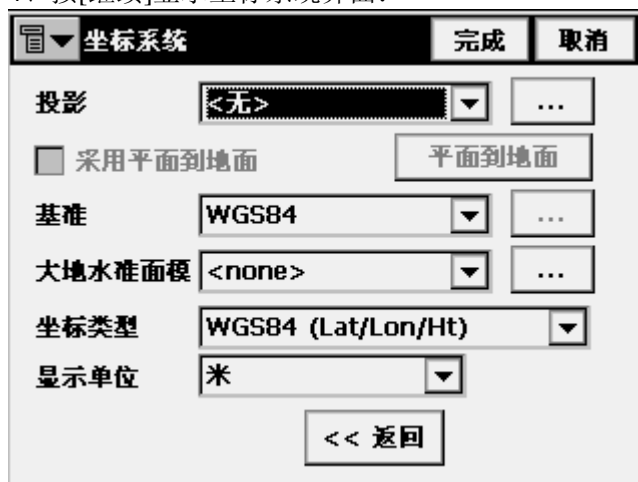 坐标系统 完成 取消
投影 <无> ...
采用平面到地面 平面到地面
基准 WGS84 ...
大地水准面模 <none> ...
坐标类型 WGS84 (Lat/Lon/Ht)
显示单位 米
<< 返回